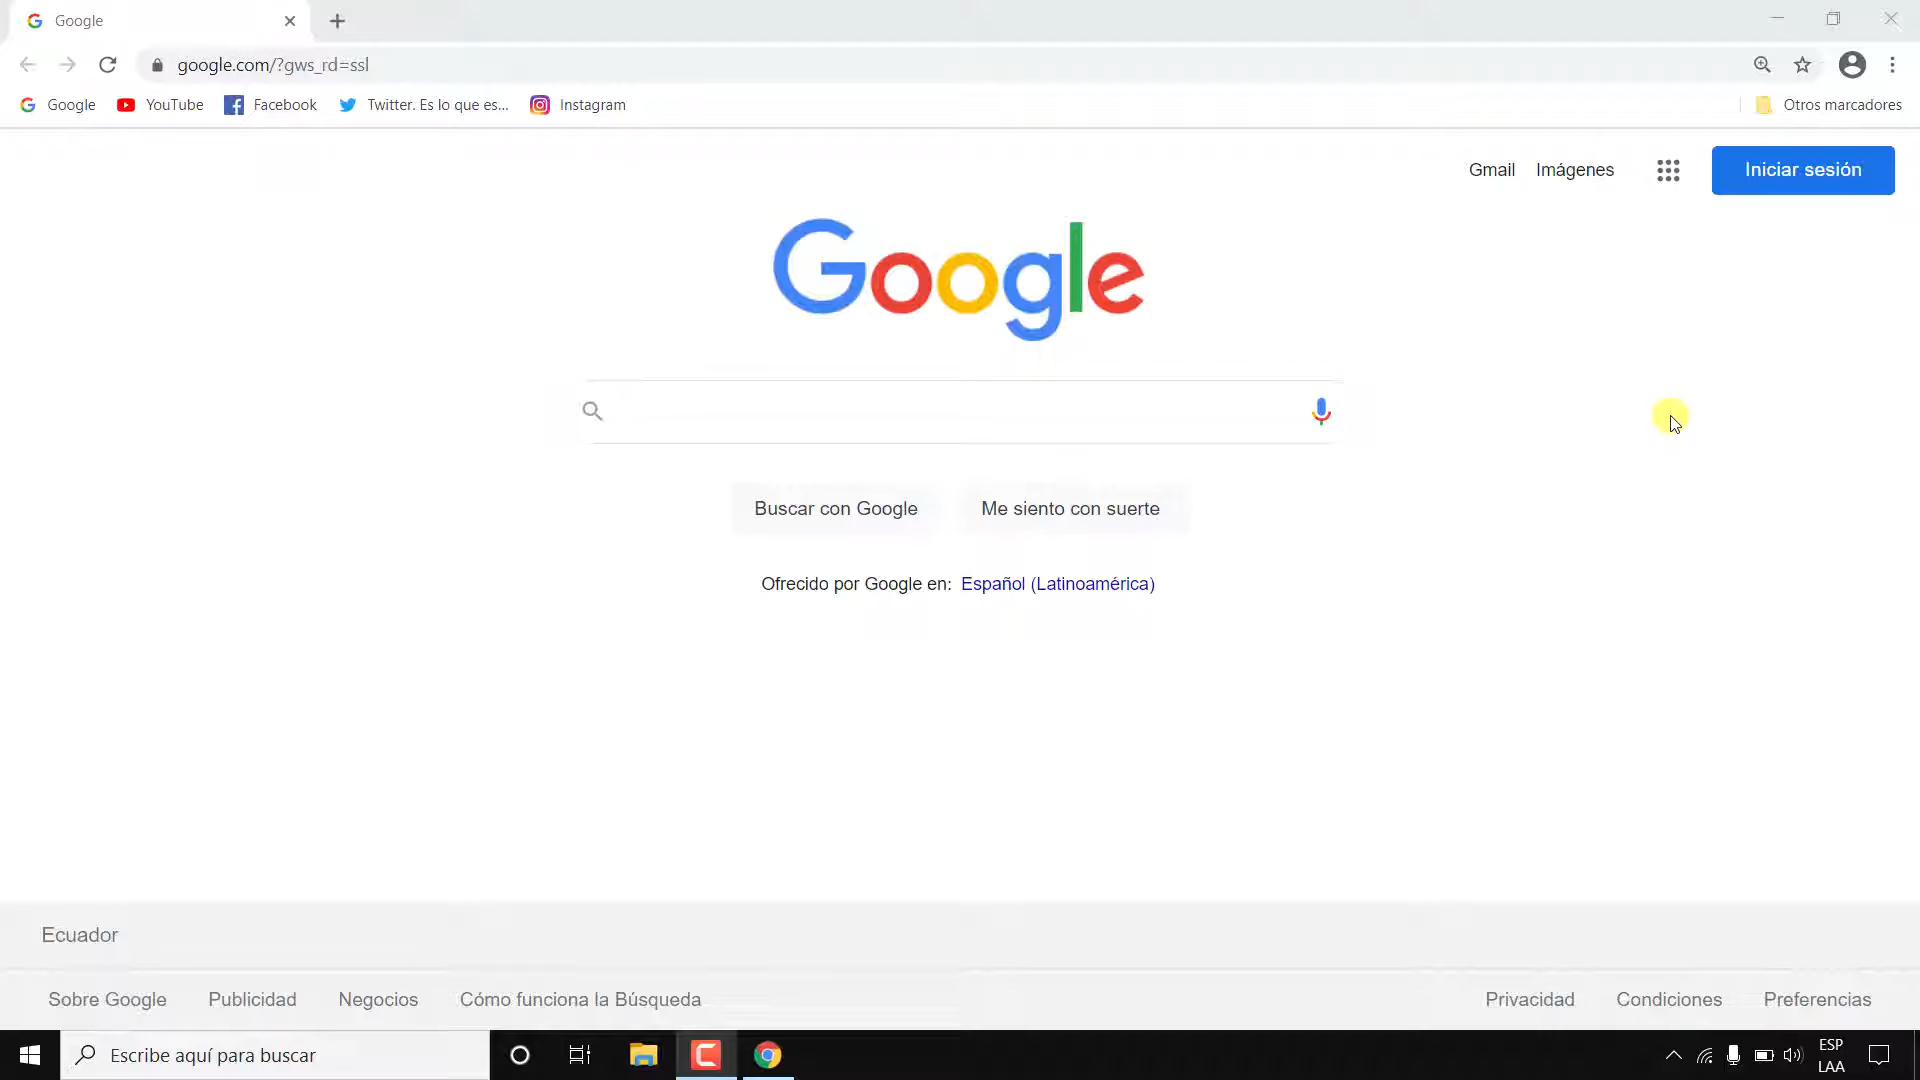 Google
google.com/?gws_rd=ssl
Google YouTube Facebook Twitter. Es lo que es... Instagram Otros marcadores
Gmail Imágenes Iniciar sesión
Google
Buscar con Google Me siento con suerte
Ofrecido por Google en: Español (Latinoamérica)
Ecuador
Sobre Google Publicidad Negocios Cómo funciona la Búsqueda Privacidad Condiciones Preferencias
Escribe aquí para buscar
ESP
LAA